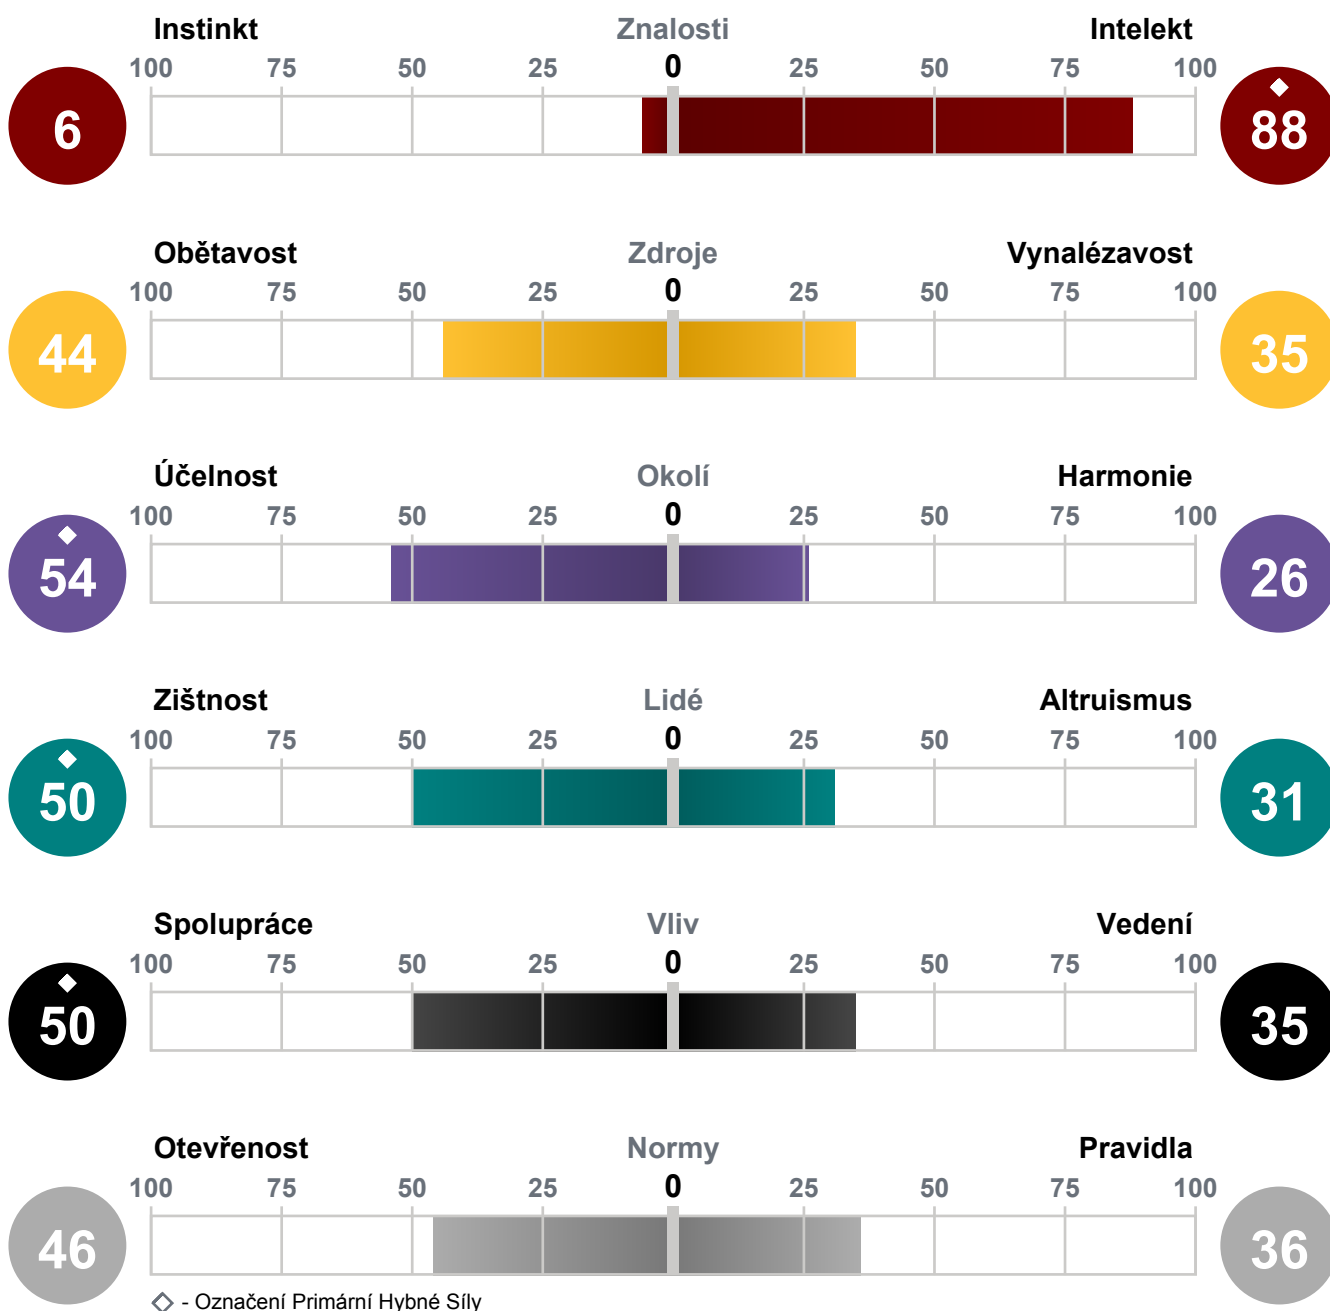 Instinkt Znalosti Intelekt
100 75 50 25 0 25 50 75 100
6 88
Obětavost Zdroje Vynalézavost
100 75 50 25 0 25 50 75 100
44 35
Účelnost Okolí Harmonie
100 75 50 25 0 25 50 75 100
54 26
Zištnost Lidé Altruismus
100 75 50 25 0 25 50 75 100
50 31
Spolupráce Vliv Vedení
100 75 50 25 0 25 50 75 100
50 35
Otevřenost Normy Pravidla
100 75 50 25 0 25 50 75 100
46 36
- Označení Primární Hybné Síly